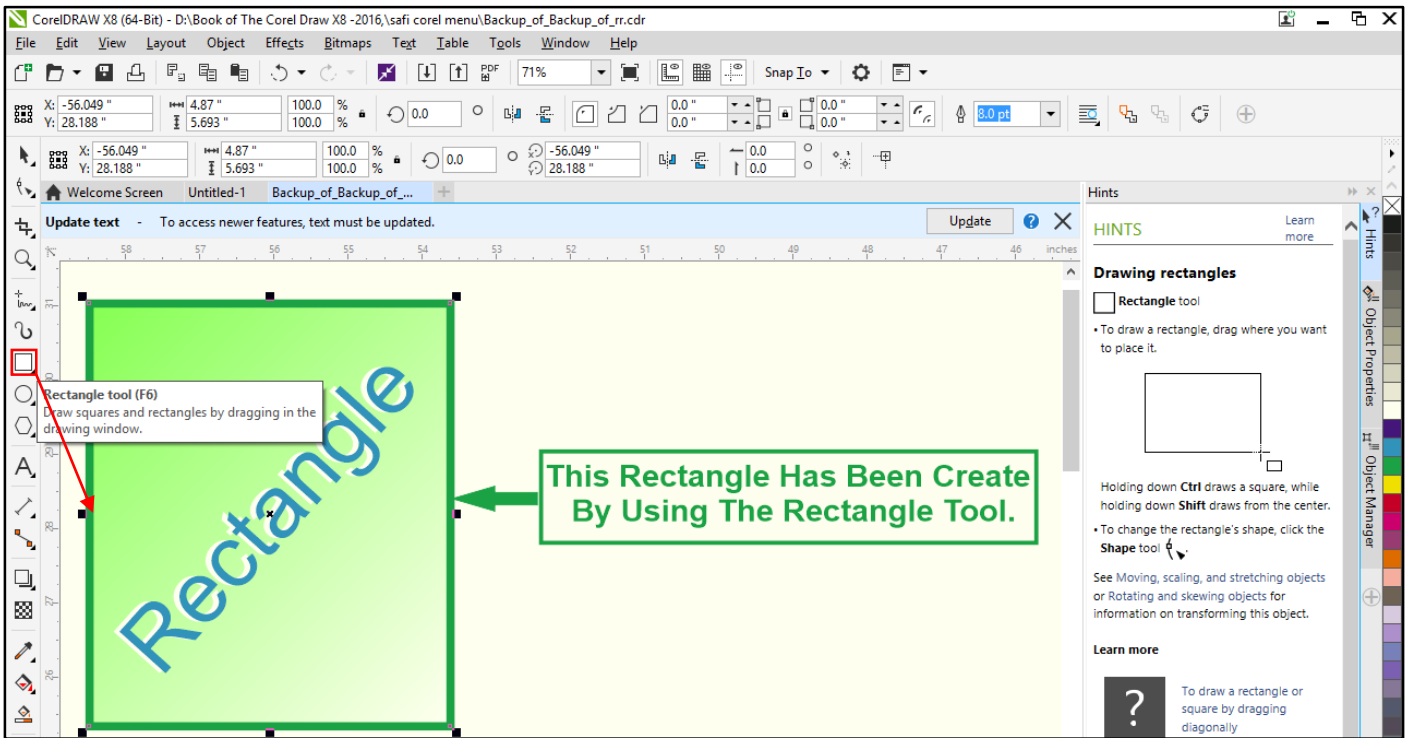 CorelDRAW X8 (64-Bit) - D:\Book of The Corel Draw X8 -2016,\safi corel menu\Backup_of_Backup_of_rr.cdr
File Edit View Layout Object Effects Bitmaps Text Table Tools Window Help
PDF 71% Snap To
X: -56.049 " 4.87 " 100.0 % 0.0 0.0 " 0.0 " 8.0 pt
Y: 28.188 " 5.693 " 100.0 % 0.0 " 0.0 "
X: -56.049 " 4.87 " 100.0 % 0.0 -56.049 " 0.0
Y: 28.188 " 5.693 " 100.0 % 28.188 " 0.0
Welcome Screen Untitled-1 Backup_of_Backup_of_...
Update text - To access newer features, text must be updated. Update
58 57 56 55 54 53 52 51 50 49 48 47 46 inches
31
29
28
27
26
Rectangle tool (F6)
Draw squares and rectangles by dragging in the
drawing window.
Rectangle
This Rectangle Has Been Create
By Using The Rectangle Tool.
Hints
HINTS
Learn
more
Drawing rectangles
Rectangle tool
• To draw a rectangle, drag where you want
to place it.
Holding down Ctrl draws a square, while
holding down Shift draws from the center.
• To change the rectangle's shape, click the
Shape tool .
See Moving, scaling, and stretching objects
or Rotating and skewing objects for
information on transforming this object.
Learn more
?
To draw a rectangle or
square by dragging
diagonally
Hints
Object Properties
Object Manager